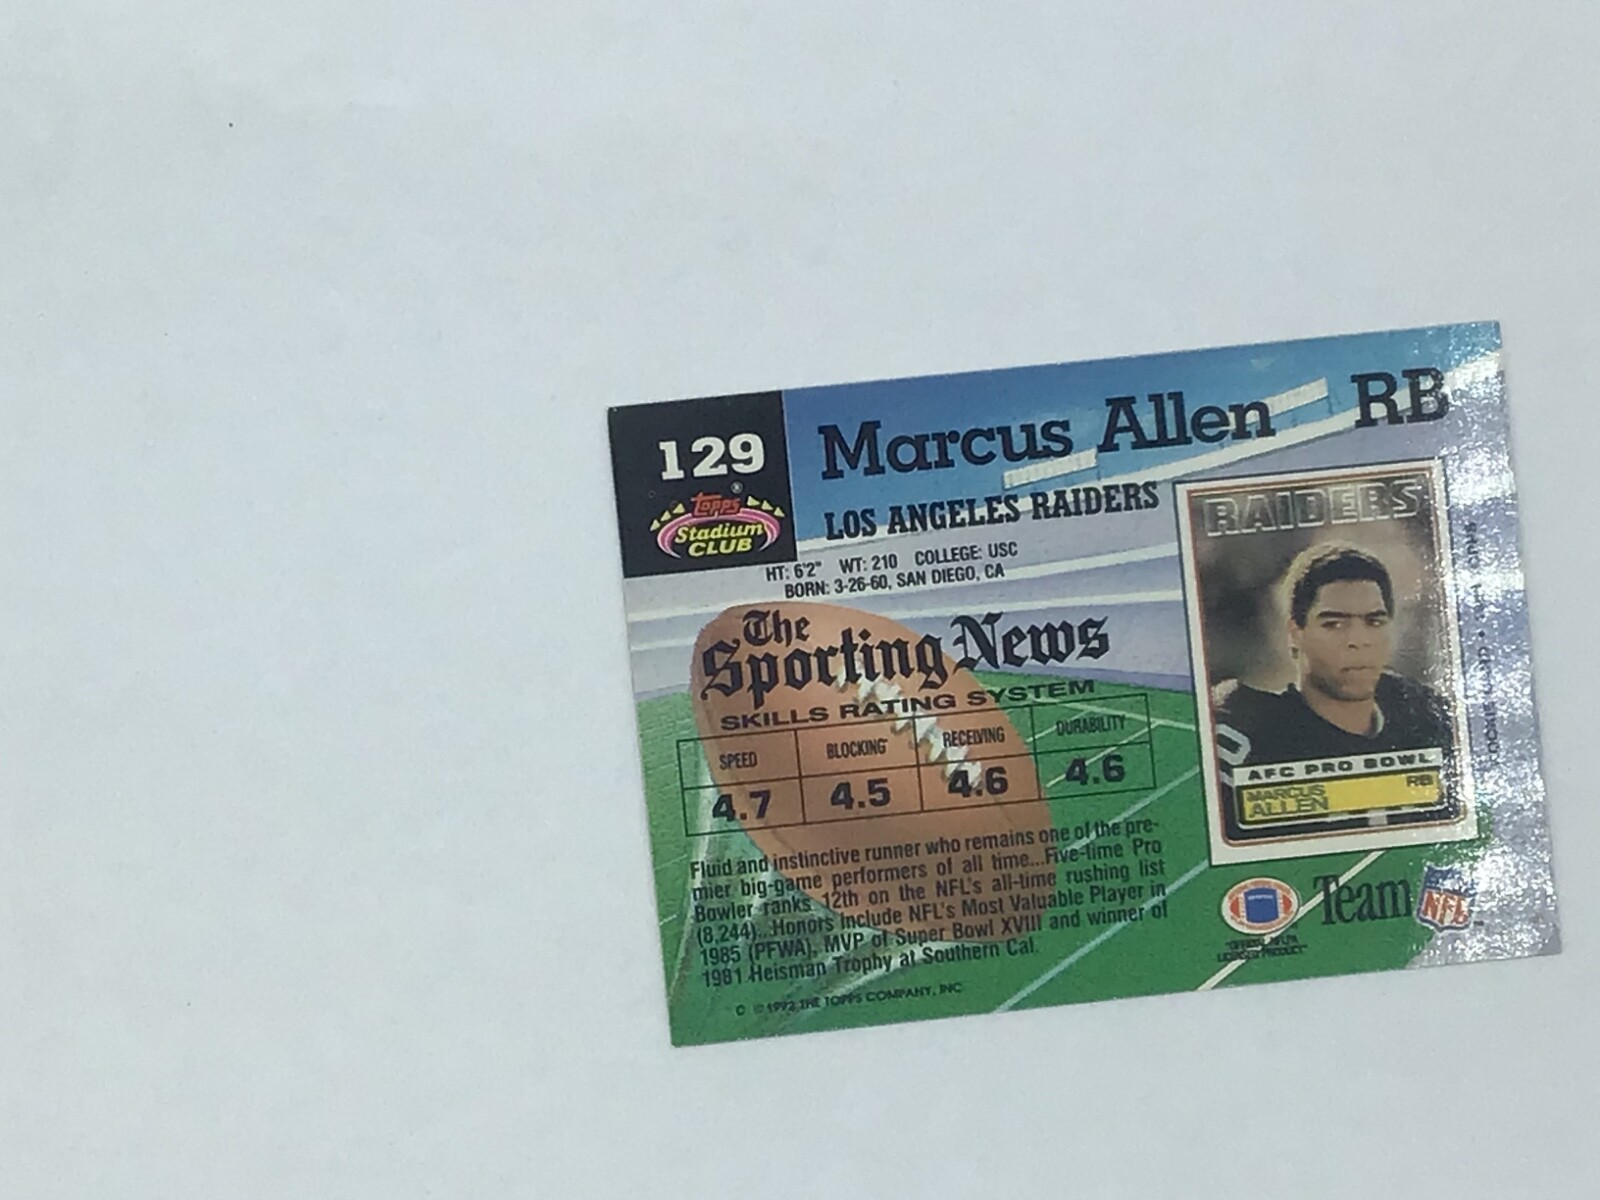 129
Topps®
Stadium
CLUB
Marcus Allen RB
LOS ANGELES RAIDERS
HT: 6'2" WT: 210 COLLEGE: USC
BORN: 3-26-60, SAN DIEGO, CA
The
Sporting News
SKILLS RATING SYSTEM
SPEED BLOCKING RECEIVING DURABILITY
4.7 4.5 4.6 4.6
Fluid and instinctive runner who remains one of the pre-
mier big-game performers of all time...Five-time Pro
Bowler ranks 12th on the NFL's all-time rushing list
(8,244)...Honors include NFL's Most Valuable Player in
1985 (PFWA), MVP of Super Bowl XVIII and winner of
1981 Heisman Trophy at Southern Cal.
C © 1992 THE TOPPS COMPANY, INC.
RAIDERS
AFC PRO BOWL
MARCUS
ALLEN
RB
Team NFL
LICENSED PRODUCT